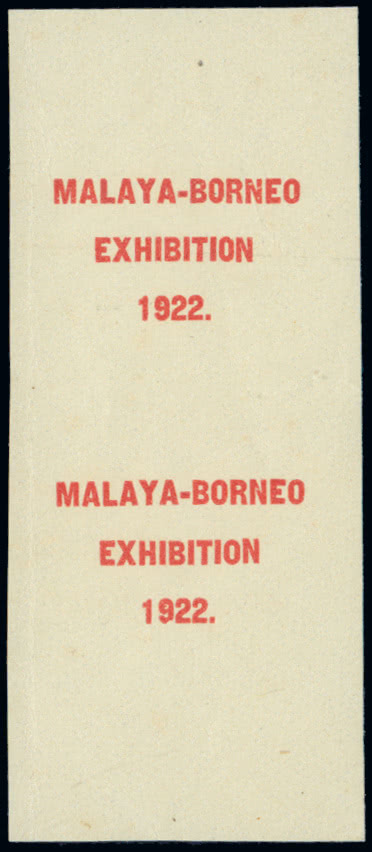 MALAYA-BORNEO
EXHIBITION
1922.
MALAYA-BORNEO
EXHIBITION
1922.